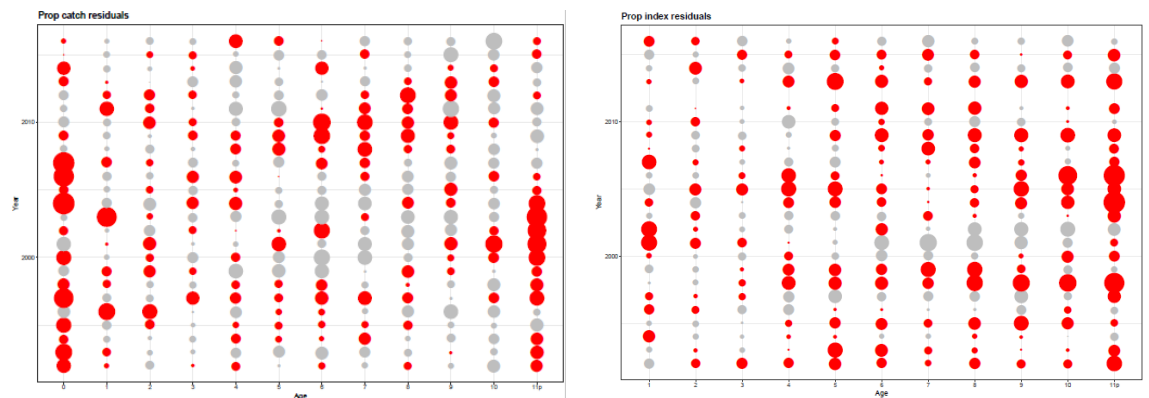 Prop catch residuals
2010
Year
2000
0 1 2 3 4 5 6 7 8 9 10 11p
Age
Prop index residuals
2010
Year
2000
1 2 3 4 5 6 7 8 9 10 11p
Age